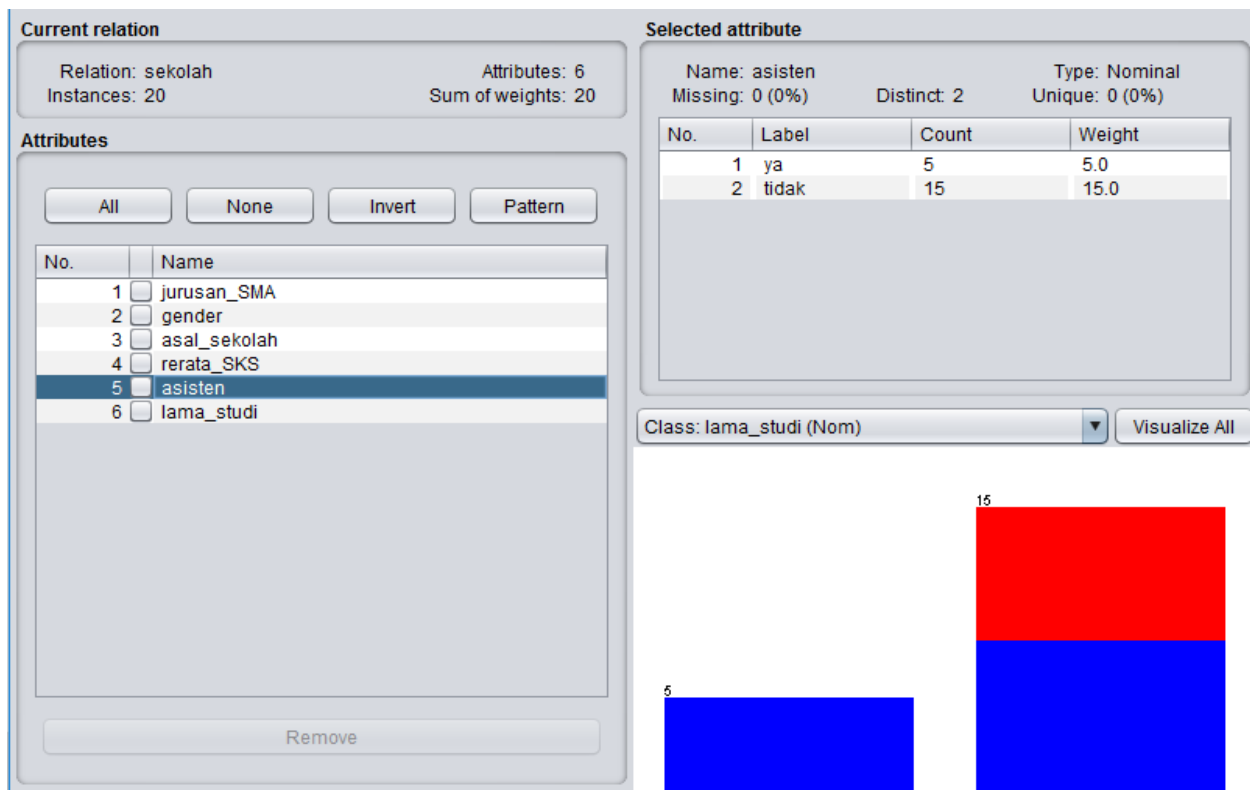 Current relation
Relation: sekolah Attributes: 6
Instances: 20 Sum of weights: 20
Attributes
All None Invert Pattern
No. Name
1 jurusan_SMA
2 gender
3 asal_sekolah
4 rerata_SKS
5 asisten
6 lama_studi
Remove
Selected attribute
Name: asisten Type: Nominal
Missing: 0 (0%) Distinct: 2 Unique: 0 (0%)
No. Label Count Weight
1 ya 5 5.0
2 tidak 15 15.0
Class: lama_studi (Nom) Visualize All
15
5